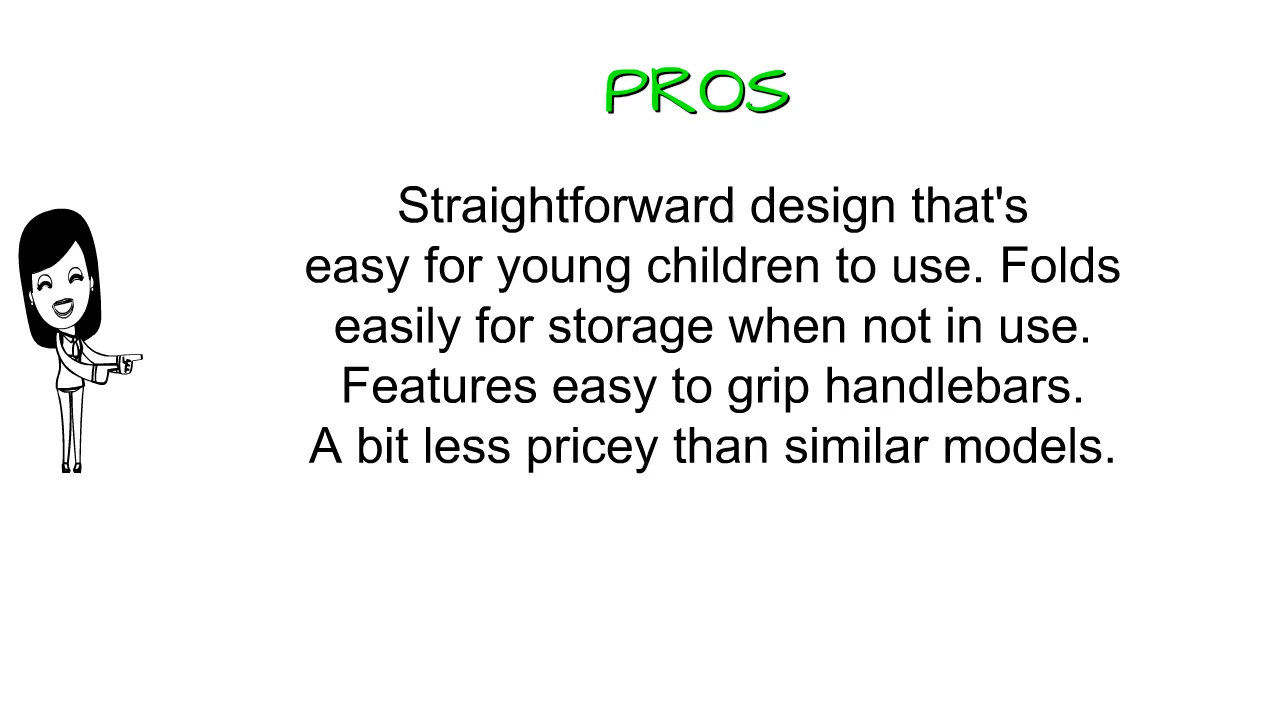 PROS
Straightforward design that's
easy for young children to use. Folds
easily for storage when not in use.
Features easy to grip handlebars.
A bit less pricey than similar models.